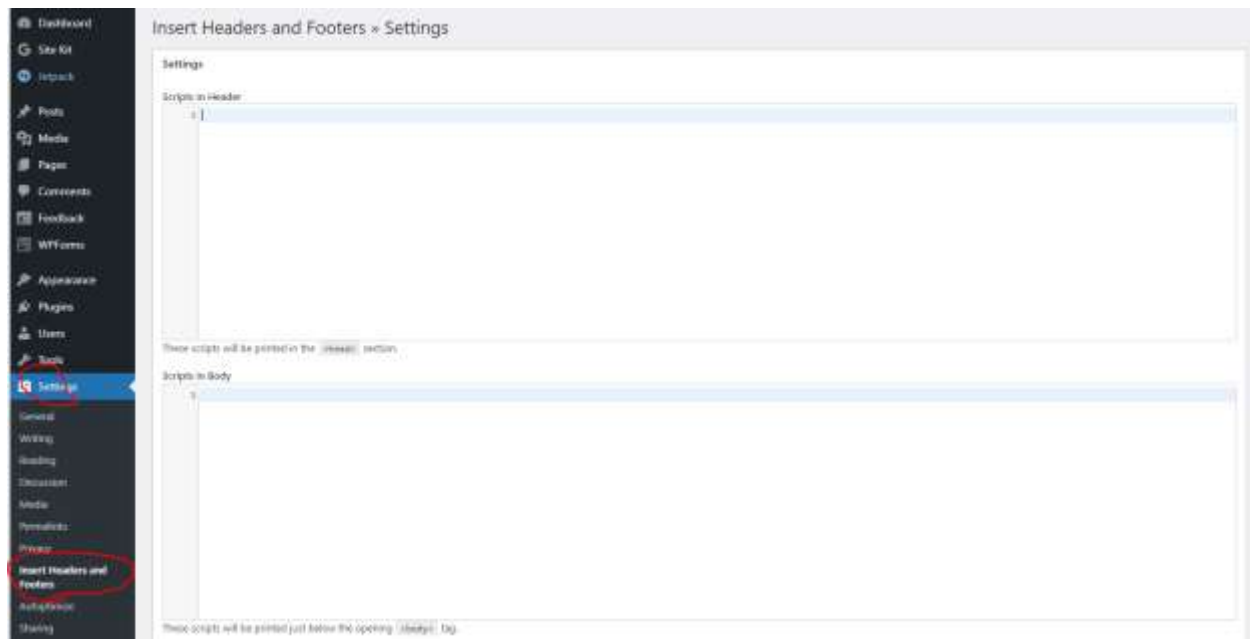 Dashboard
Insert Headers and Footers » Settings
Site Kit
Settings
Jetpack
Scripts in Header
1
Posts
Media
Pages
Comments
Feedback
WPForms
Appearance
Plugins
Users
Tools
These scripts will be printed in the <head> section.
Settings
Scripts in Body
1
General
Writing
Reading
Discussion
Media
Permalinks
Privacy
Insert Headers and
Footers
Autoptimize
Sharing
These scripts will be printed just below the opening <body> tag.